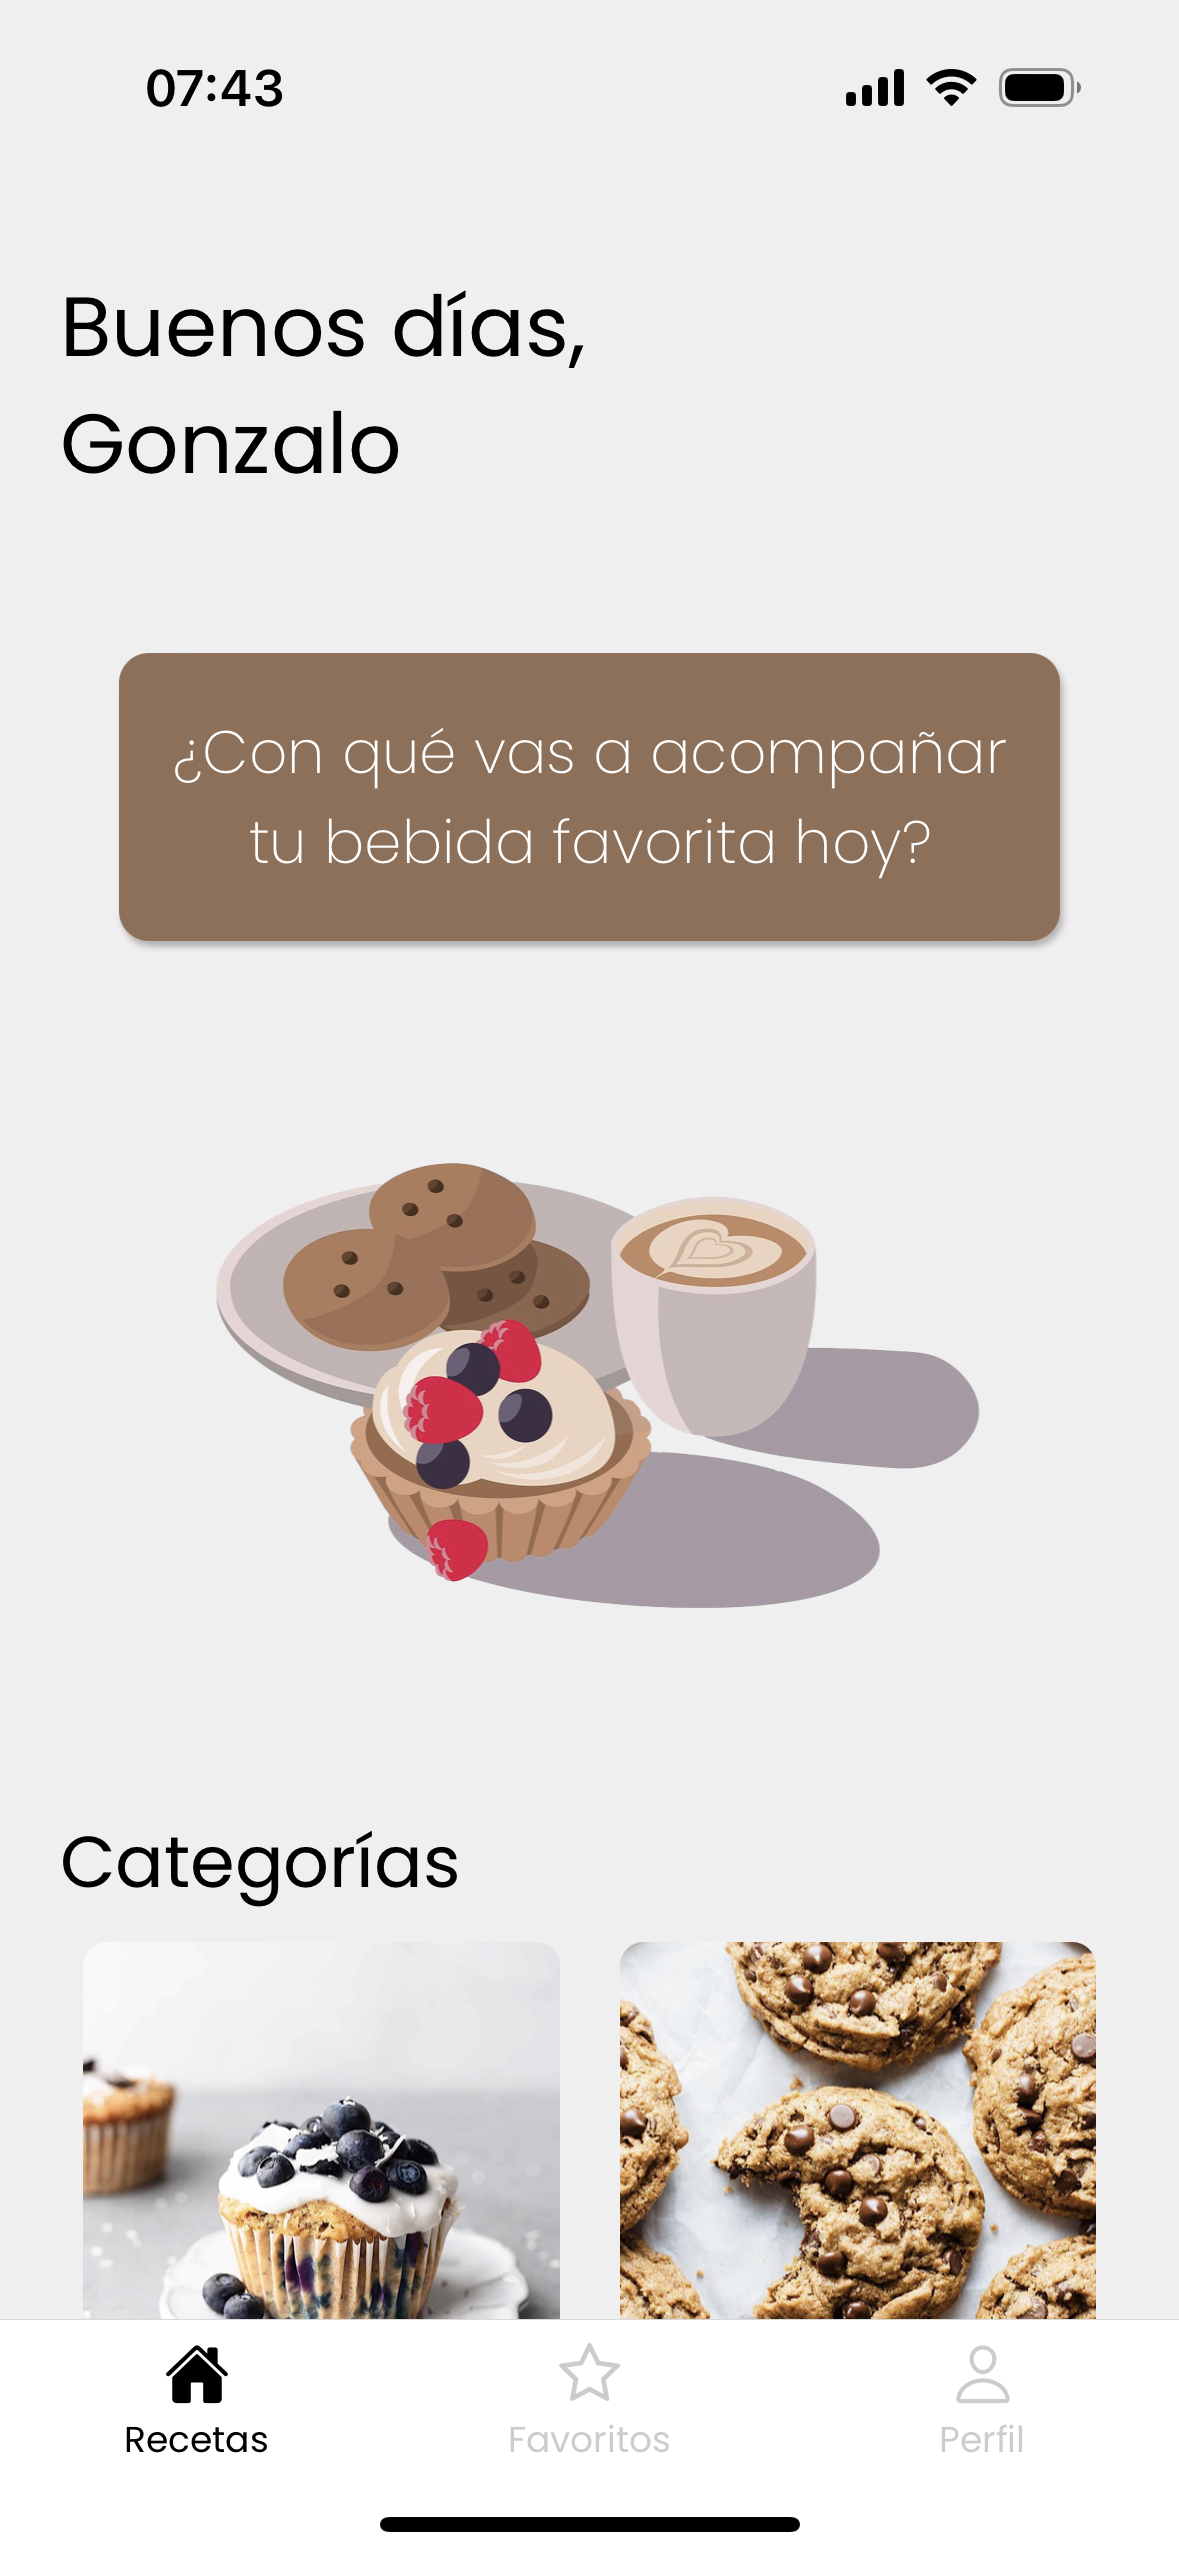 07:43
Buenos días,
Gonzalo
¿Con qué vas a acompañar
tu bebida favorita hoy?
Categorías
Recetas
Favoritos
Perfil